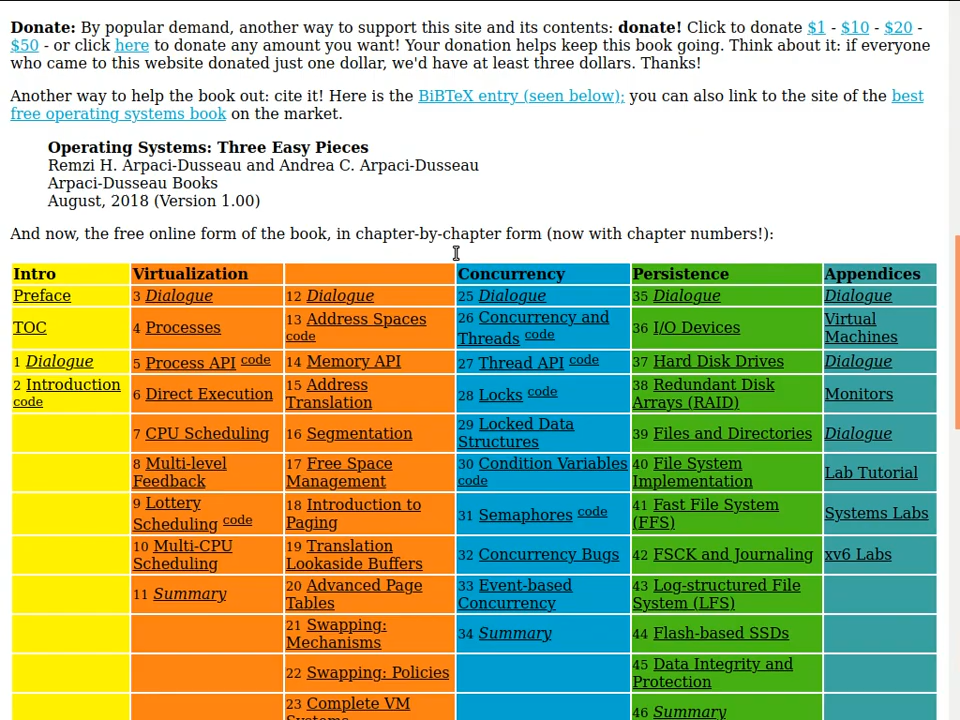 Donate: By popular demand, another way to support this site and its contents: donate! Click to donate $1 - $10 - $20 -
$50 - or click here to donate any amount you want! Your donation helps keep this book going. Think about it: if everyone
who came to this website donated just one dollar, we'd have at least three dollars. Thanks!
Another way to help the book out: cite it! Here is the BiBTeX entry (seen below); you can also link to the site of the best
free operating systems book on the market.
Operating Systems: Three Easy Pieces
Remzi H. Arpaci-Dusseau and Andrea C. Arpaci-Dusseau
Arpaci-Dusseau Books
August, 2018 (Version 1.00)
And now, the free online form of the book, in chapter-by-chapter form (now with chapter numbers!):
Intro Virtualization Concurrency Persistence Appendices
Preface 3 Dialogue 12 Dialogue 25 Dialogue 35 Dialogue Dialogue
TOC 4 Processes 13 Address Spaces code 26 Concurrency and Threads code 36 I/O Devices Virtual Machines
1 Dialogue 5 Process API code 14 Memory API 27 Thread API code 37 Hard Disk Drives Dialogue
2 Introduction code 6 Direct Execution 15 Address Translation 28 Locks code 38 Redundant Disk Arrays (RAID) Monitors
7 CPU Scheduling 16 Segmentation 29 Locked Data Structures 39 Files and Directories Dialogue
8 Multi-level Feedback 17 Free Space Management 30 Condition Variables code 40 File System Implementation Lab Tutorial
9 Lottery Scheduling code 18 Introduction to Paging 31 Semaphores code 41 Fast File System (FFS) Systems Labs
10 Multi-CPU Scheduling 19 Translation Lookaside Buffers 32 Concurrency Bugs 42 FSCK and Journaling xv6 Labs
11 Summary 20 Advanced Page Tables 33 Event-based Concurrency 43 Log-structured File System (LFS)
21 Swapping: Mechanisms 34 Summary 44 Flash-based SSDs
22 Swapping: Policies 45 Data Integrity and Protection
23 Complete VM Systems 46 Summary